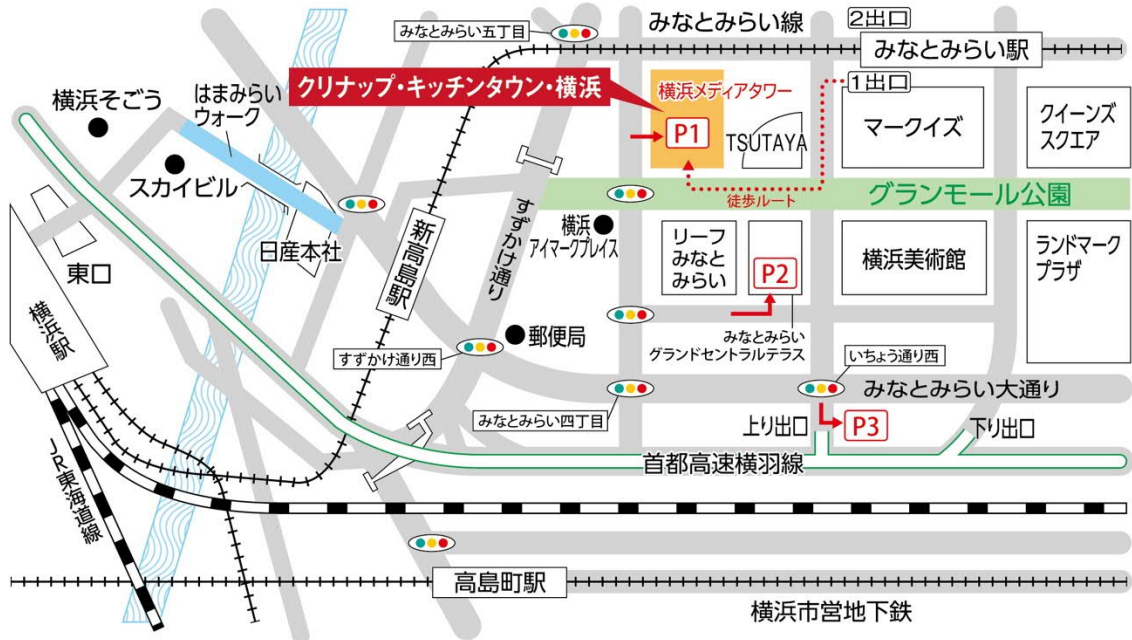 みなとみらい五丁目
みなとみらい線
2出口
みなとみらい駅
クリナップ・キッチンタウン・横浜
横浜メディアタワー
1出口
P1
TSUTAYA
マークイズ
クイーンズ
スクエア
横浜そごう
はまみらい
ウォーク
スカイビル
日産本社
東口
横浜駅
新高島駅
すずかけ通り
徒歩ルート
グランモール公園
横浜
アイマークプレイス
リーフ
みなと
みらい
P2
横浜美術館
ランドマーク
プラザ
みなとみらい
グランドセントラルテラス
郵便局
すずかけ通り西
いちょう通り西
みなとみらい大通り
みなとみらい四丁目
上り出口
P3
下り出口
首都高速横羽線
JR東海道線
高島町駅
横浜市営地下鉄